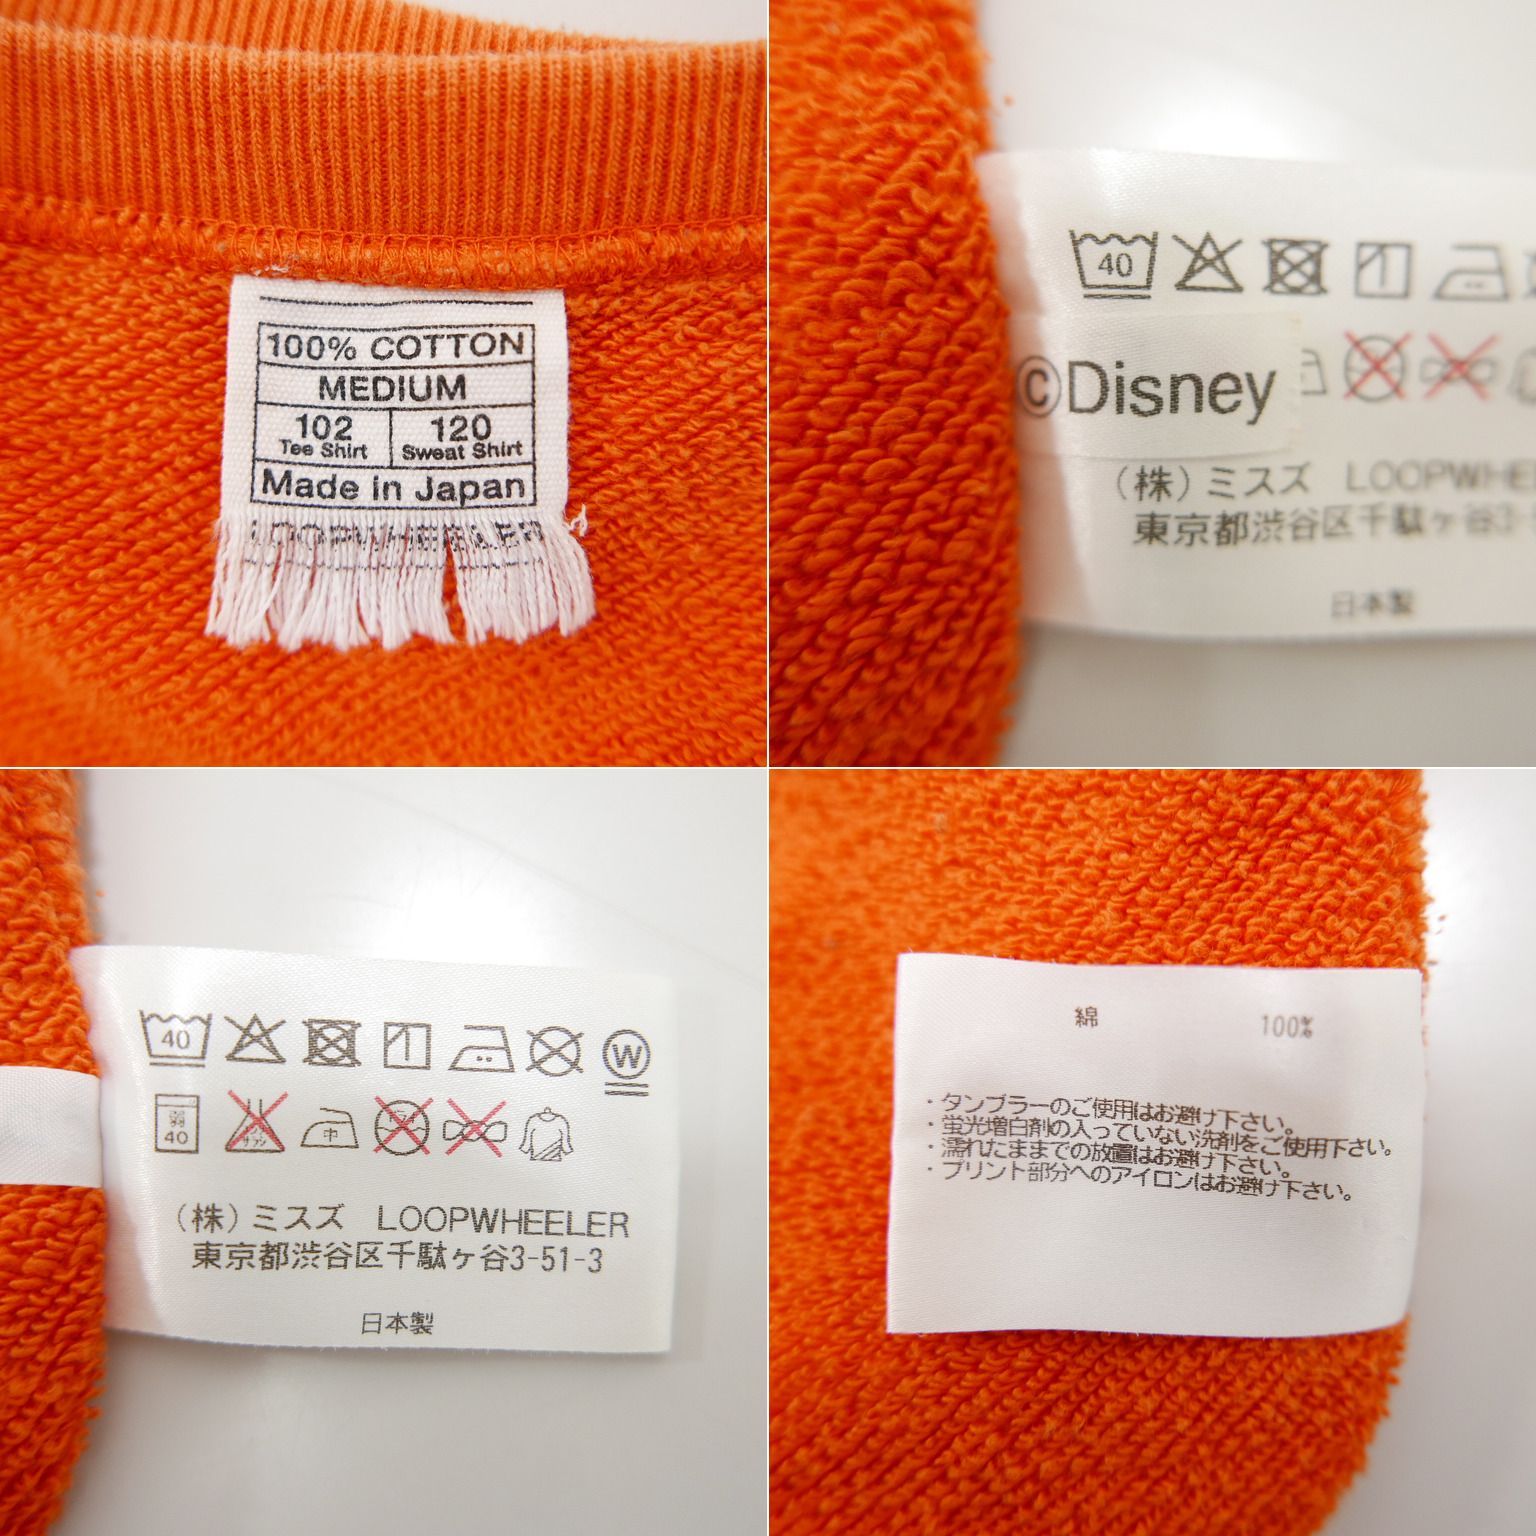 100% COTTON
MEDIUM
102 120
Tee Shirt Sweat Shirt
Made in Japan
LOOPWHEELER
40
©Disney
(株)ミスズ LOOPWHE
東京都渋谷区千駄ヶ谷3-
日本製
40
W
弱
40
中
(株)ミスズ LOOPWHEELER
東京都渋谷区千駄ヶ谷3-51-3
日本製
綿 100%
・タンブラーのご使用はお避け下さい。
・蛍光増白剤の入っていない洗剤をご使用下さい。
・濡れたままでの放置はお避け下さい。
・プリント部分へのアイロンはお避け下さい。